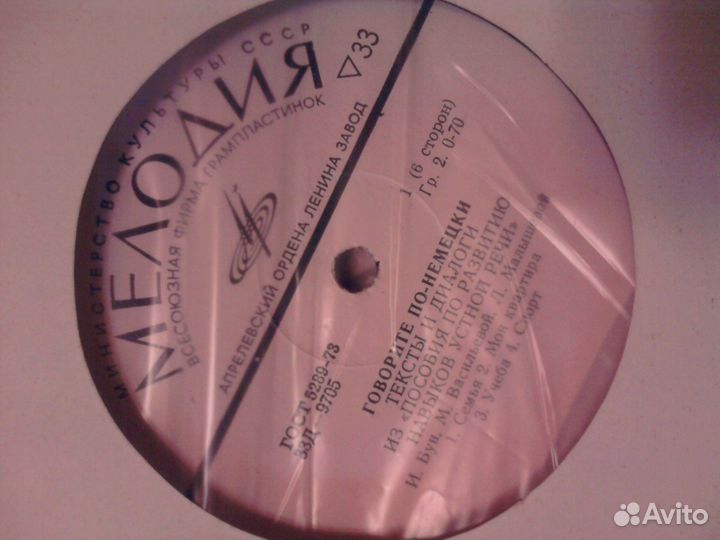 МИНИСТЕРСТВО КУЛЬТУРЫ СССР
МЕЛОДИЯ
ВСЕСОЮЗНАЯ ФИРМА ГРАМПЛАСТИНОК
АПРЕЛЕВСКИЙ ОРДЕНА ЛЕНИНА ЗАВОД
▽33
ГОСТ 5289-73
33Д—9705
1 (6 сторон)
Гр. 2. 0-70
ГОВОРИТЕ ПО-НЕМЕЦКИ
ТЕКСТЫ И ДИАЛОГИ
ИЗ «ПОСОБИЯ ПО РАЗВИТИЮ
НАВЫКОВ УСТНОЙ РЕЧИ»
И. Бун, М. Васильевой, Л. Малышевой
1. Семья 2. Моя квартира
3. Учеба 4. Спорт
Avito